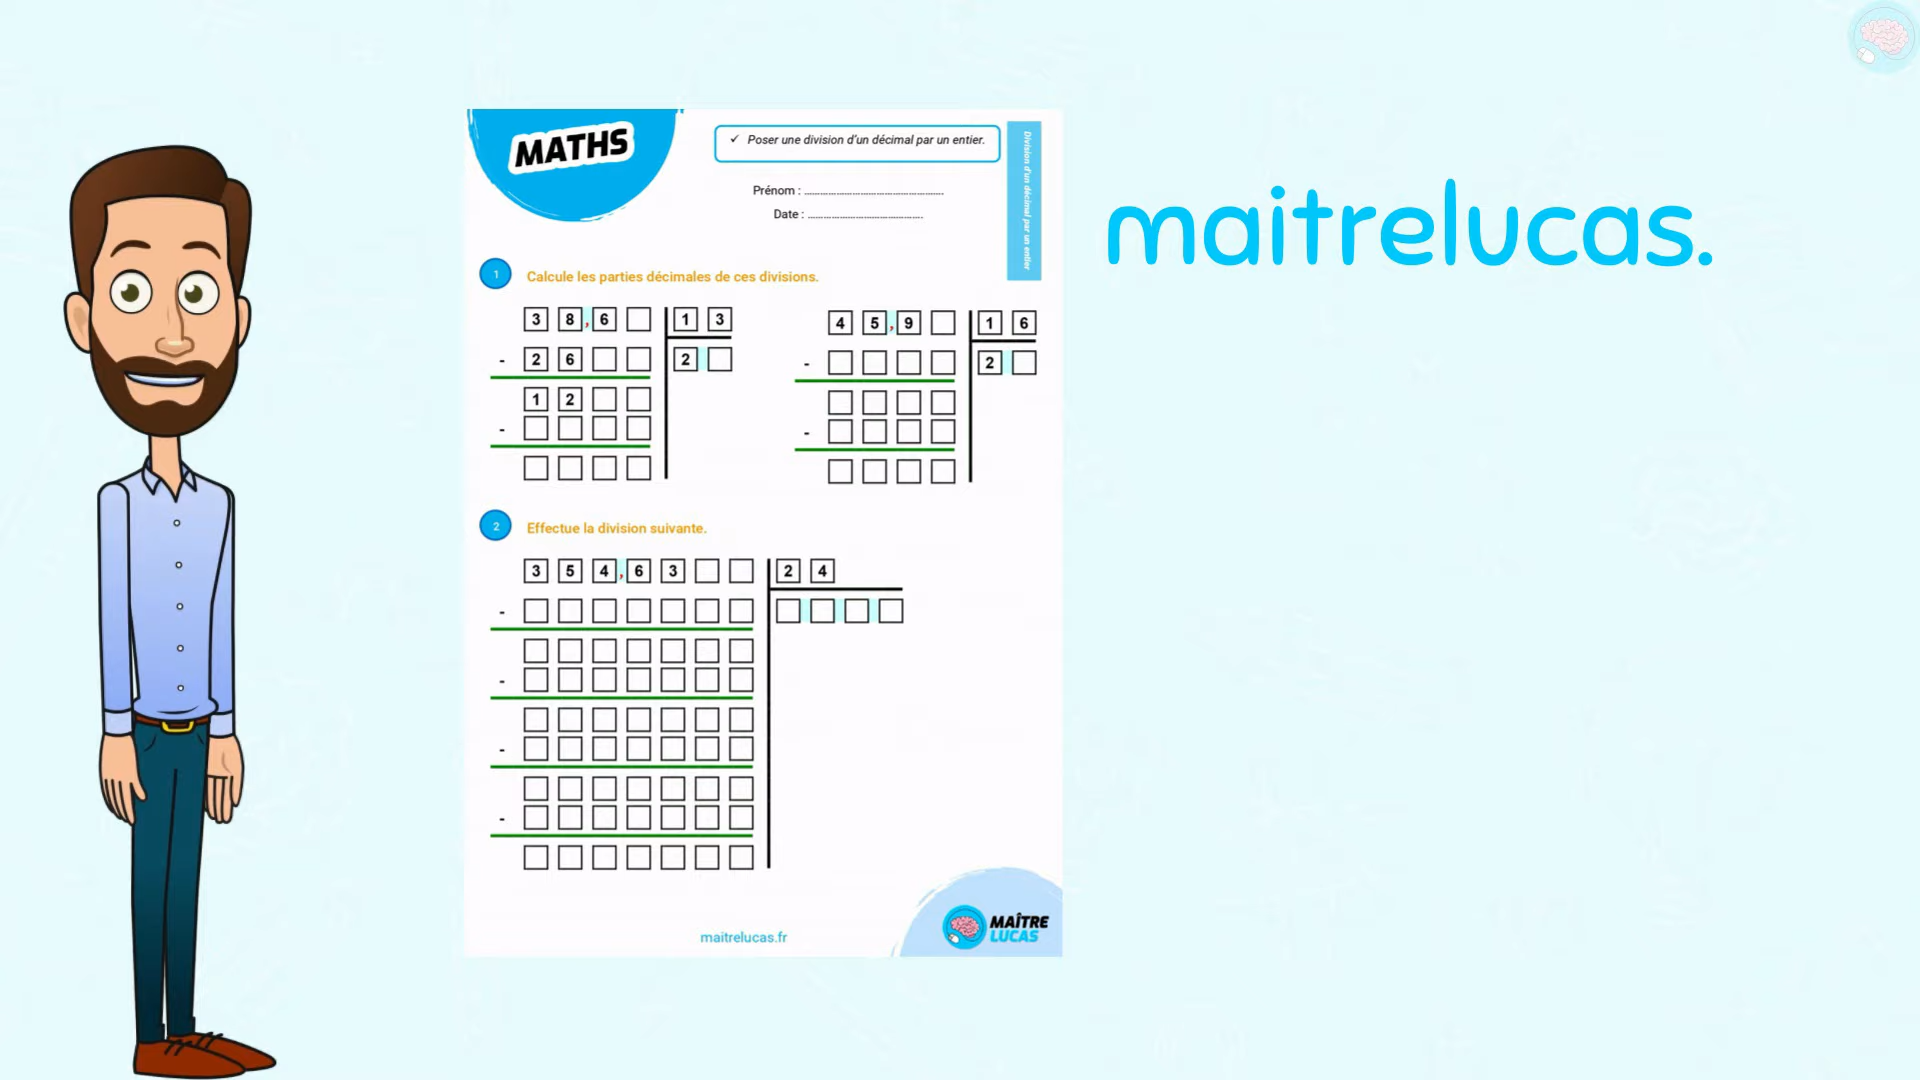 MATHS
✓ Poser une division d'un décimal par un entier.
Prénom : ................................................
Date : ........................................
Division d'un décimal par un entier
maitrelucas.
1 Calcule les parties décimales de ces divisions.
3 8 , 6 1 3
- 2 6 2
1 2
-
4 5 , 9 1 6
- 2
-
2 Effectue la division suivante.
3 5 4 , 6 3 2 4
-
-
-
-
maitrelucas.fr
MAÎTRE
LUCAS